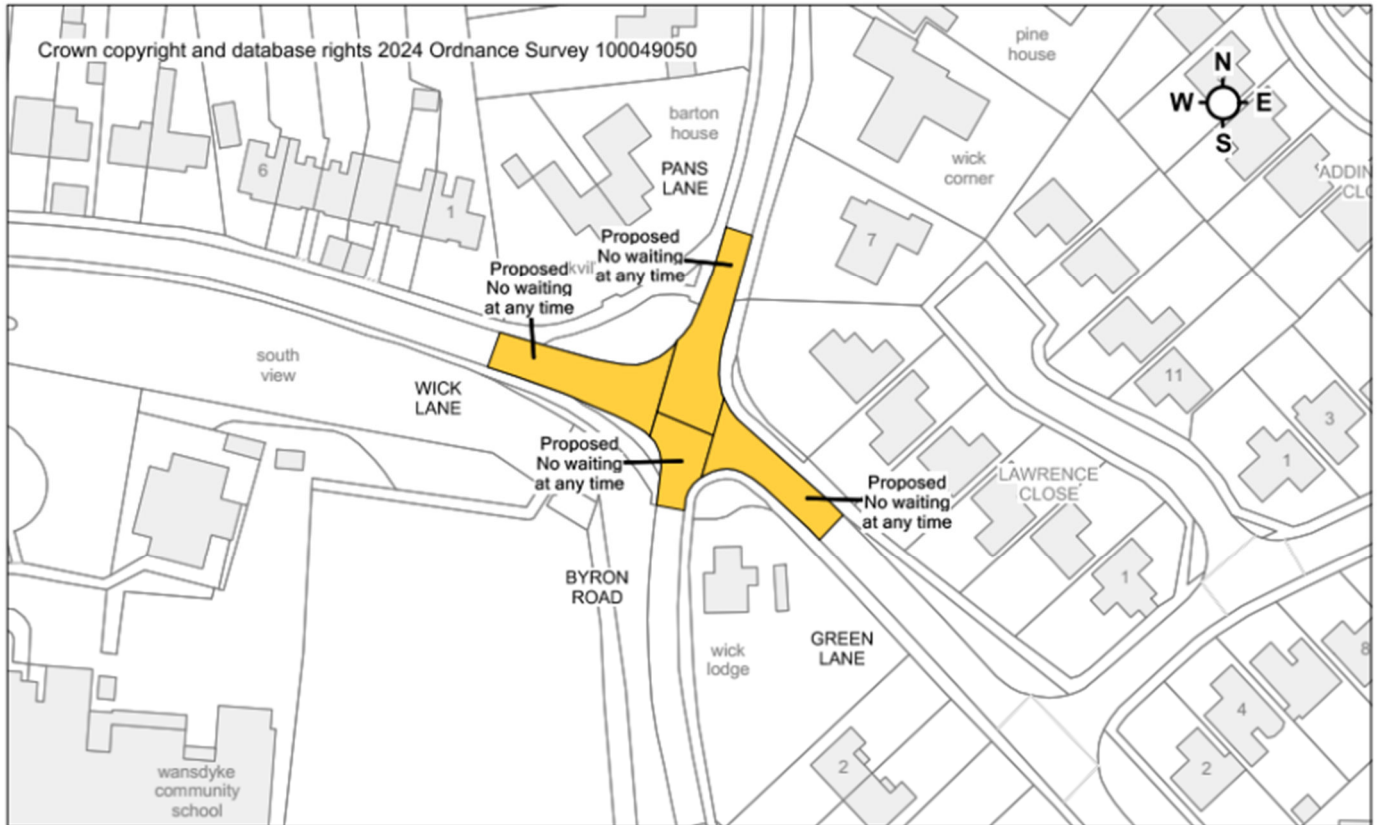 Crown copyright and database rights 2024 Ordnance Survey 100049050
pine
house
N
W E
S
barton
house
PANS
LANE
wick
corner
6
1
7
Proposed
No waiting
at any time
Proposed
No waiting
at any time
south
view
WICK
LANE
11
3
1
Proposed
No waiting
at any time
LAWRENCE
CLOSE
Proposed
No waiting
at any time
1
BYRON
ROAD
GREEN
LANE
wick
lodge
8
4
2
2
wansdyke
community
school